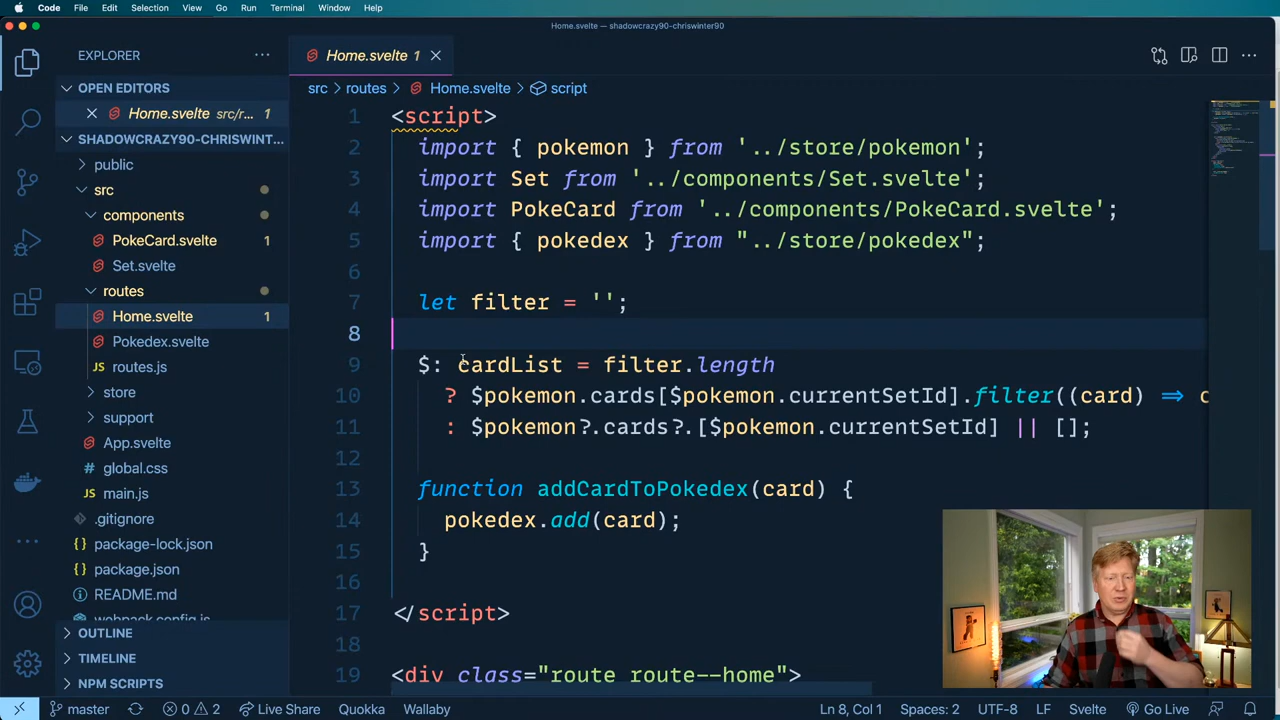 Code File Edit Selection View Go Run Terminal Window Help
Home.svelte — shadowcrazy90-chriswinter90
EXPLORER
Home.svelte 1
OPEN EDITORS
Home.svelte src/r... 1
SHADOWCRAZY90-CHRISWINT...
public
src
components
PokeCard.svelte 1
Set.svelte
routes
Home.svelte 1
Pokedex.svelte
routes.js
store
support
App.svelte
global.css
main.js
.gitignore
package-lock.json
package.json
README.md
webpack.config.js
OUTLINE
TIMELINE
NPM SCRIPTS
src > routes > Home.svelte > script
1 <script>
2 import { pokemon } from '../store/pokemon';
3 import Set from '../components/Set.svelte';
4 import PokeCard from '../components/PokeCard.svelte';
5 import { pokedex } from "../store/pokedex";
6
7 let filter = '';
8
9 $: cardList = filter.length
10 ? $pokemon.cards[$pokemon.currentSetId].filter((card) => c
11 : $pokemon?.cards?.[$pokemon.currentSetId] || [];
12
13 function addCardToPokedex(card) {
14 pokedex.add(card);
15 }
16
17 </script>
18
19 <div class="route route--home">
master 0 2 Live Share Quokka Wallaby Ln 8, Col 1 Spaces: 2 UTF-8 LF Svelte Go Live